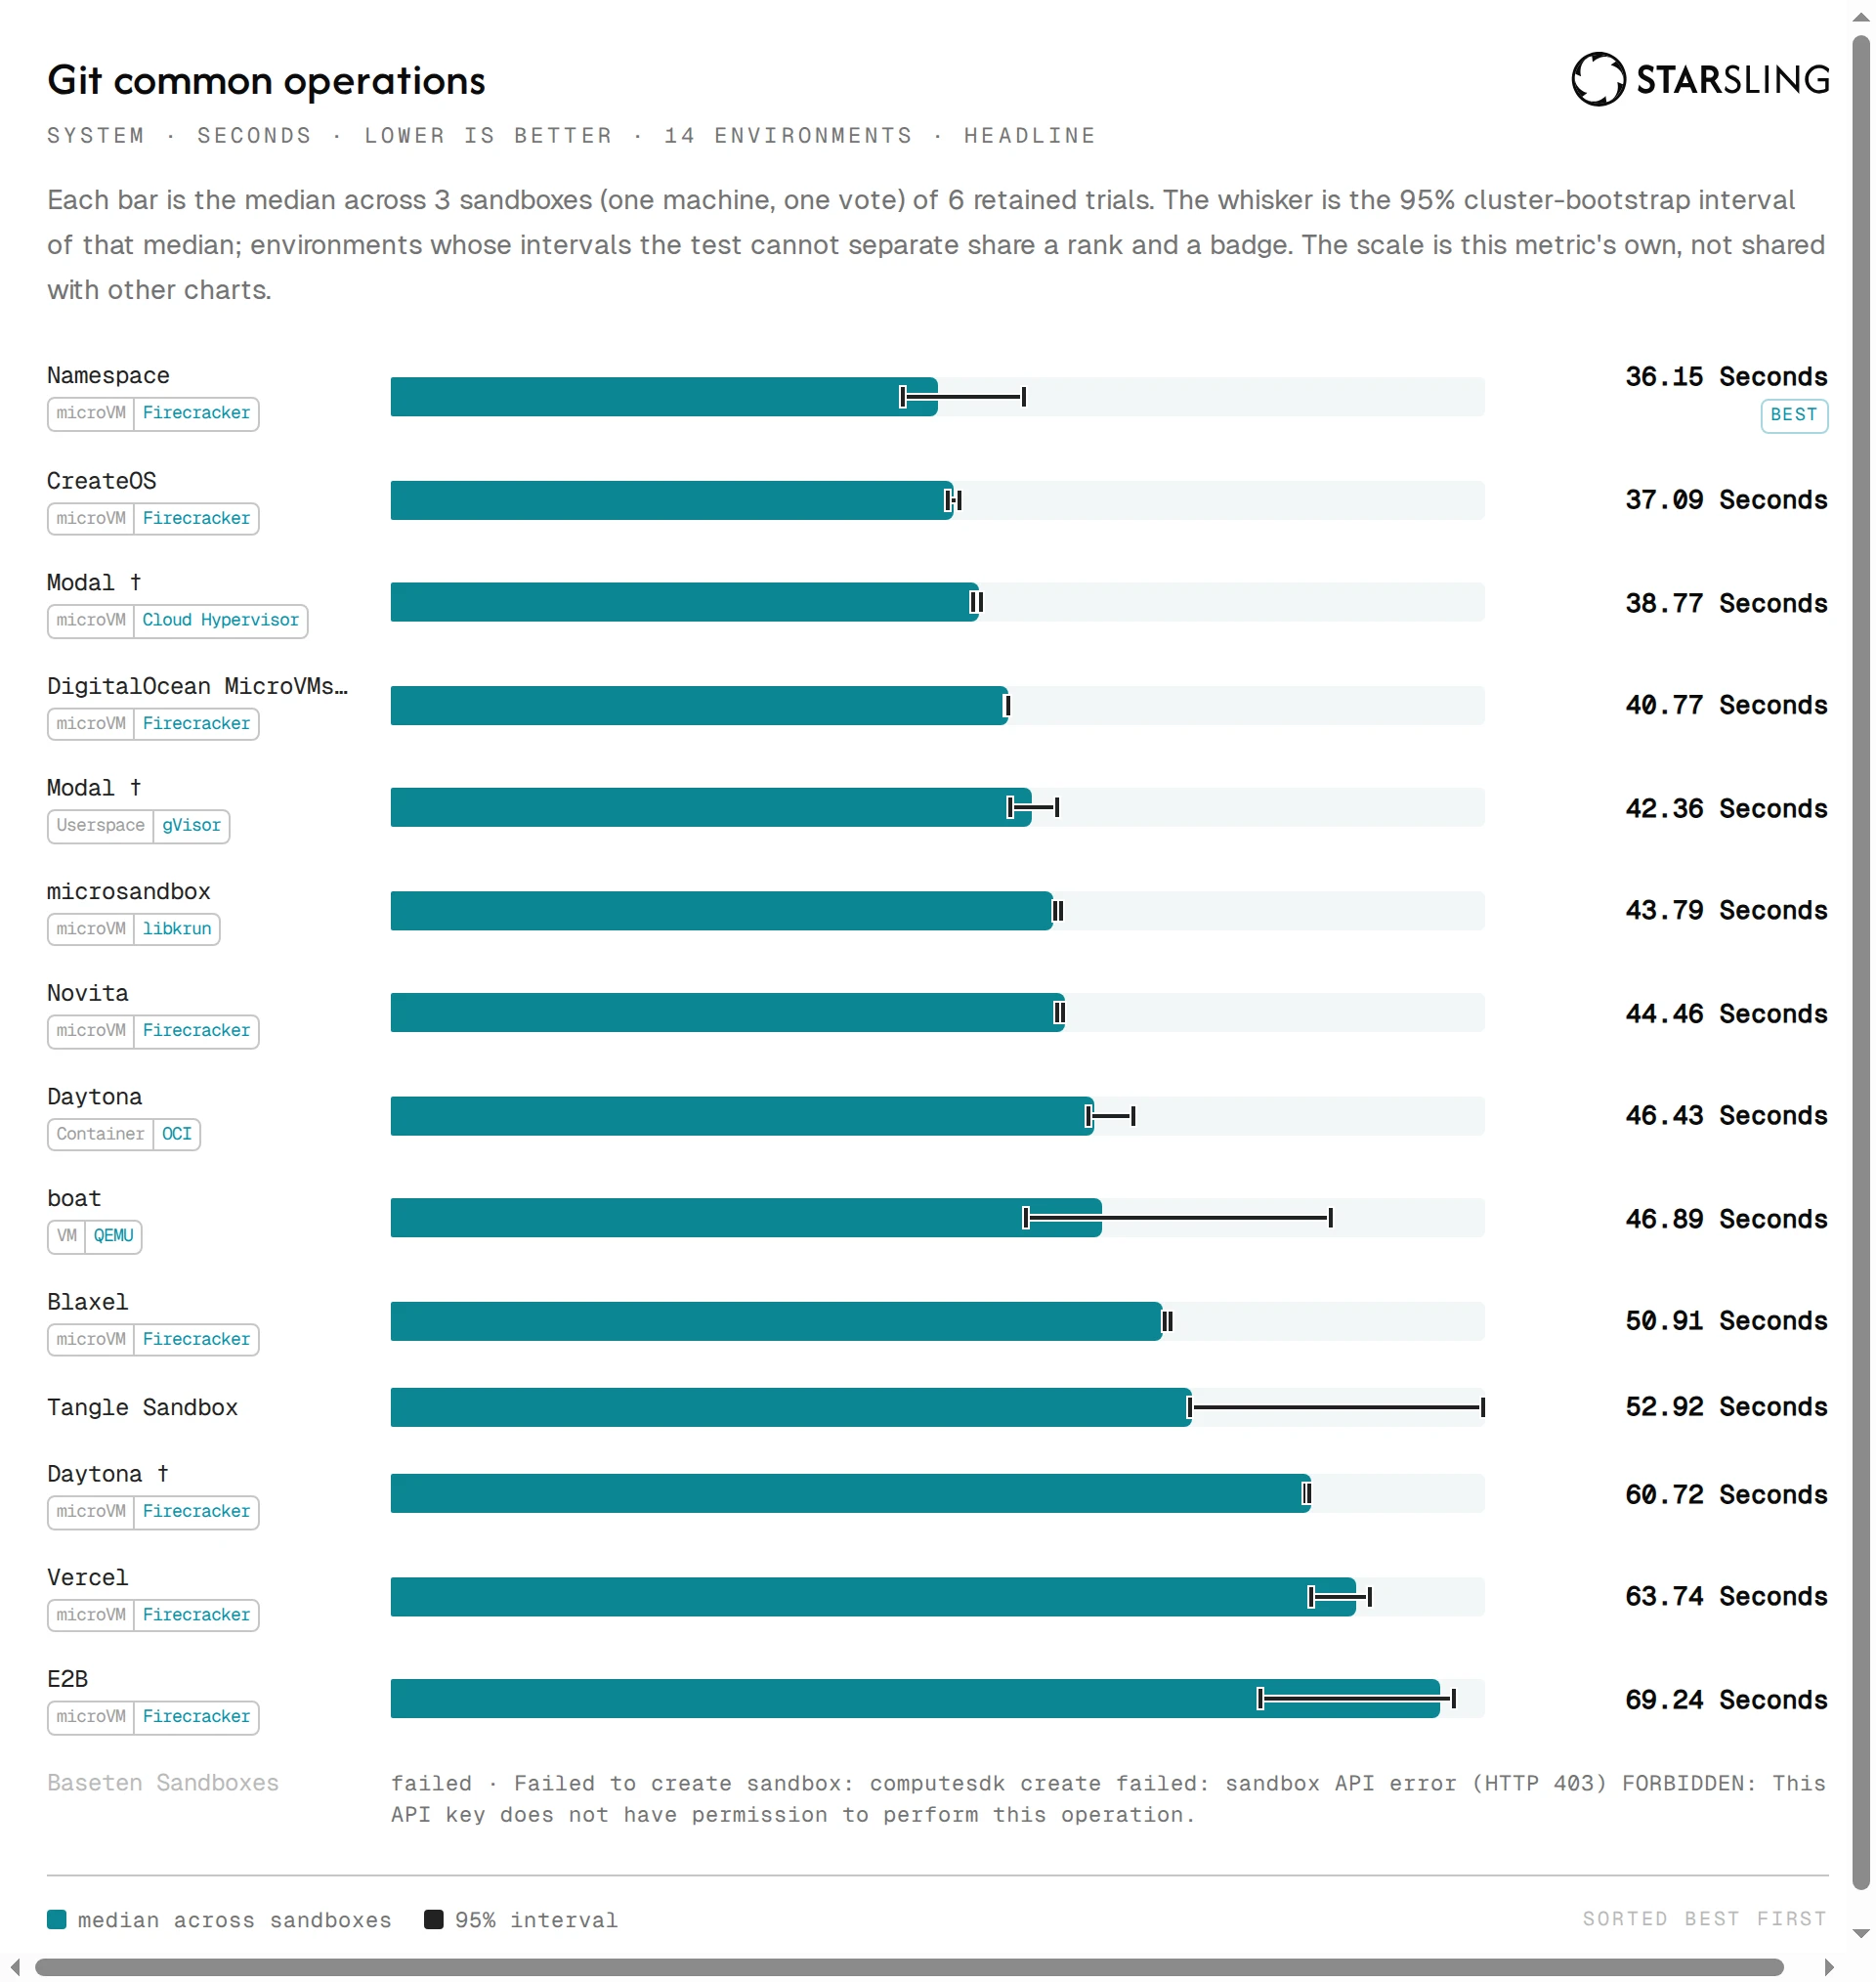 Git common operations
STARSLING
SYSTEM · SECONDS · LOWER IS BETTER · 14 ENVIRONMENTS · HEADLINE
Each bar is the median across 3 sandboxes (one machine, one vote) of 6 retained trials. The whisker is the 95% cluster-bootstrap interval
of that median; environments whose intervals the test cannot separate share a rank and a badge. The scale is this metric's own, not shared
with other charts.
Namespace
microVM Firecracker
36.15 Seconds
BEST
CreateOS
microVM Firecracker
37.09 Seconds
Modal †
microVM Cloud Hypervisor
38.77 Seconds
DigitalOcean MicroVMs…
microVM Firecracker
40.77 Seconds
Modal †
Userspace gVisor
42.36 Seconds
microsandbox
microVM libkrun
43.79 Seconds
Novita
microVM Firecracker
44.46 Seconds
Daytona
Container OCI
46.43 Seconds
boat
VM QEMU
46.89 Seconds
Blaxel
microVM Firecracker
50.91 Seconds
Tangle Sandbox
52.92 Seconds
Daytona †
microVM Firecracker
60.72 Seconds
Vercel
microVM Firecracker
63.74 Seconds
E2B
microVM Firecracker
69.24 Seconds
Baseten Sandboxes
failed · Failed to create sandbox: computesdk create failed: sandbox API error (HTTP 403) FORBIDDEN: This
API key does not have permission to perform this operation.
median across sandboxes
95% interval
SORTED BEST FIRST